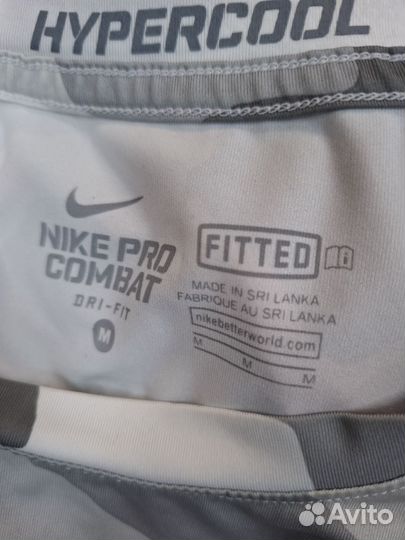 HYPERCOOL
NIKE PRO
COMBAT
DRI-FIT
M
FITTED
MADE IN SRI LANKA
FABRIQUE AU SRI LANKA
nikebetterworld.com
M M M
Avito